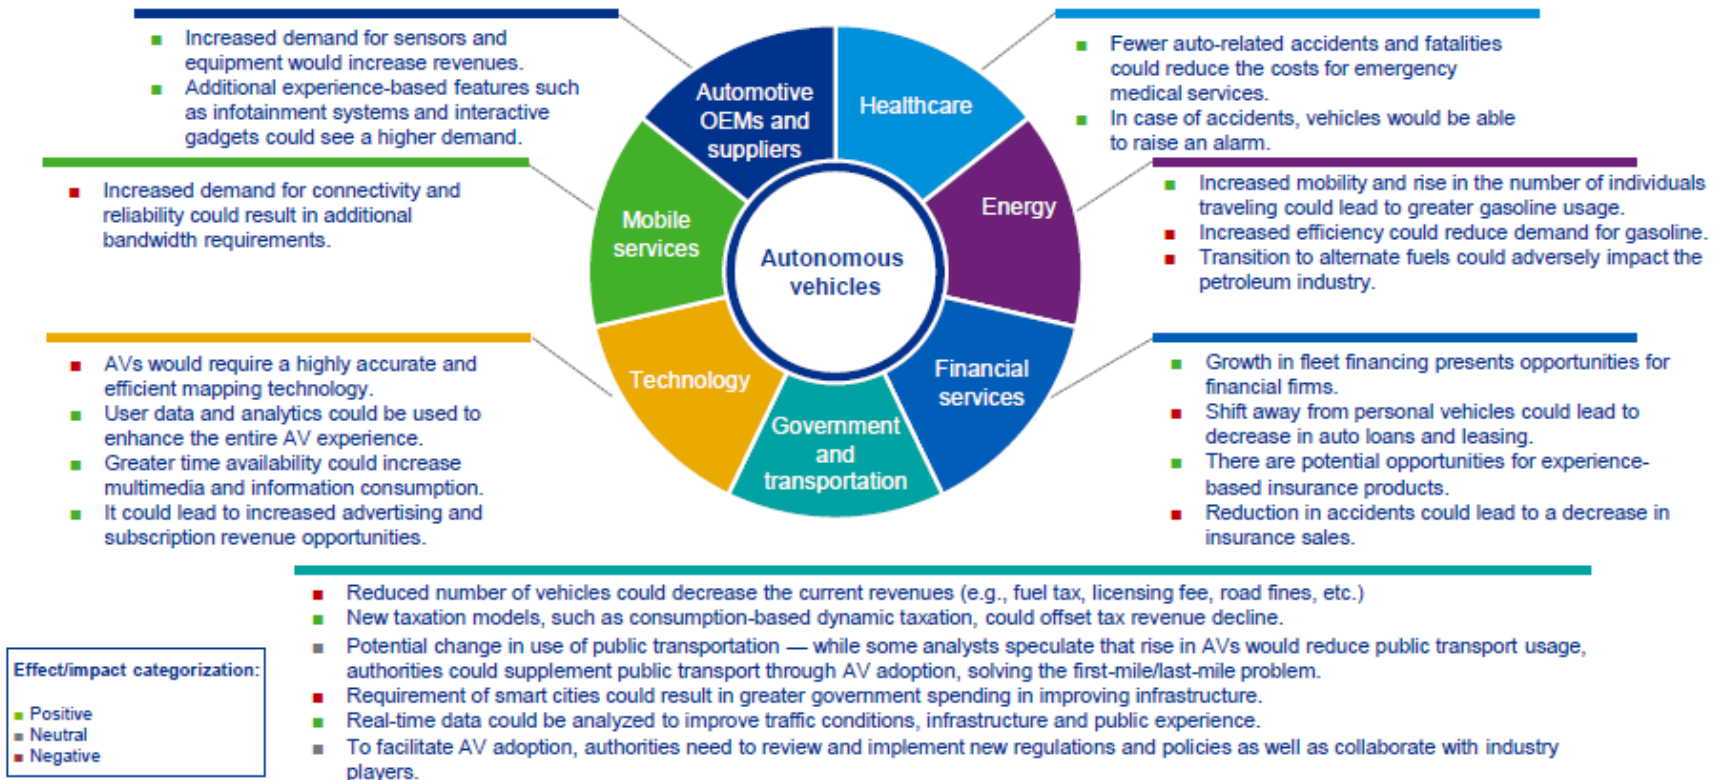 Increased demand for sensors and
equipment would increase revenues.
Additional experience-based features such
as infotainment systems and interactive
gadgets could see a higher demand.
Increased demand for connectivity and
reliability could result in additional
bandwidth requirements.
AVs would require a highly accurate and
efficient mapping technology.
User data and analytics could be used to
enhance the entire AV experience.
Greater time availability could increase
multimedia and information consumption.
It could lead to increased advertising and
subscription revenue opportunities.
Automotive
OEMs and
suppliers
Healthcare
Mobile
services
Energy
Autonomous
vehicles
Technology
Financial
services
Government
and
transportation
Fewer auto-related accidents and fatalities
could reduce the costs for emergency
medical services.
In case of accidents, vehicles would be able
to raise an alarm.
Increased mobility and rise in the number of individuals
traveling could lead to greater gasoline usage.
Increased efficiency could reduce demand for gasoline.
Transition to alternate fuels could adversely impact the
petroleum industry.
Growth in fleet financing presents opportunities for
financial firms.
Shift away from personal vehicles could lead to
decrease in auto loans and leasing.
There are potential opportunities for experience-
based insurance products.
Reduction in accidents could lead to a decrease in
insurance sales.
Reduced number of vehicles could decrease the current revenues (e.g., fuel tax, licensing fee, road fines, etc.)
New taxation models, such as consumption-based dynamic taxation, could offset tax revenue decline.
Potential change in use of public transportation — while some analysts speculate that rise in AVs would reduce public transport usage,
authorities could supplement public transport through AV adoption, solving the first-mile/last-mile problem.
Requirement of smart cities could result in greater government spending in improving infrastructure.
Real-time data could be analyzed to improve traffic conditions, infrastructure and public experience.
To facilitate AV adoption, authorities need to review and implement new regulations and policies as well as collaborate with industry
players.
Effect/impact categorization:
Positive
Neutral
Negative